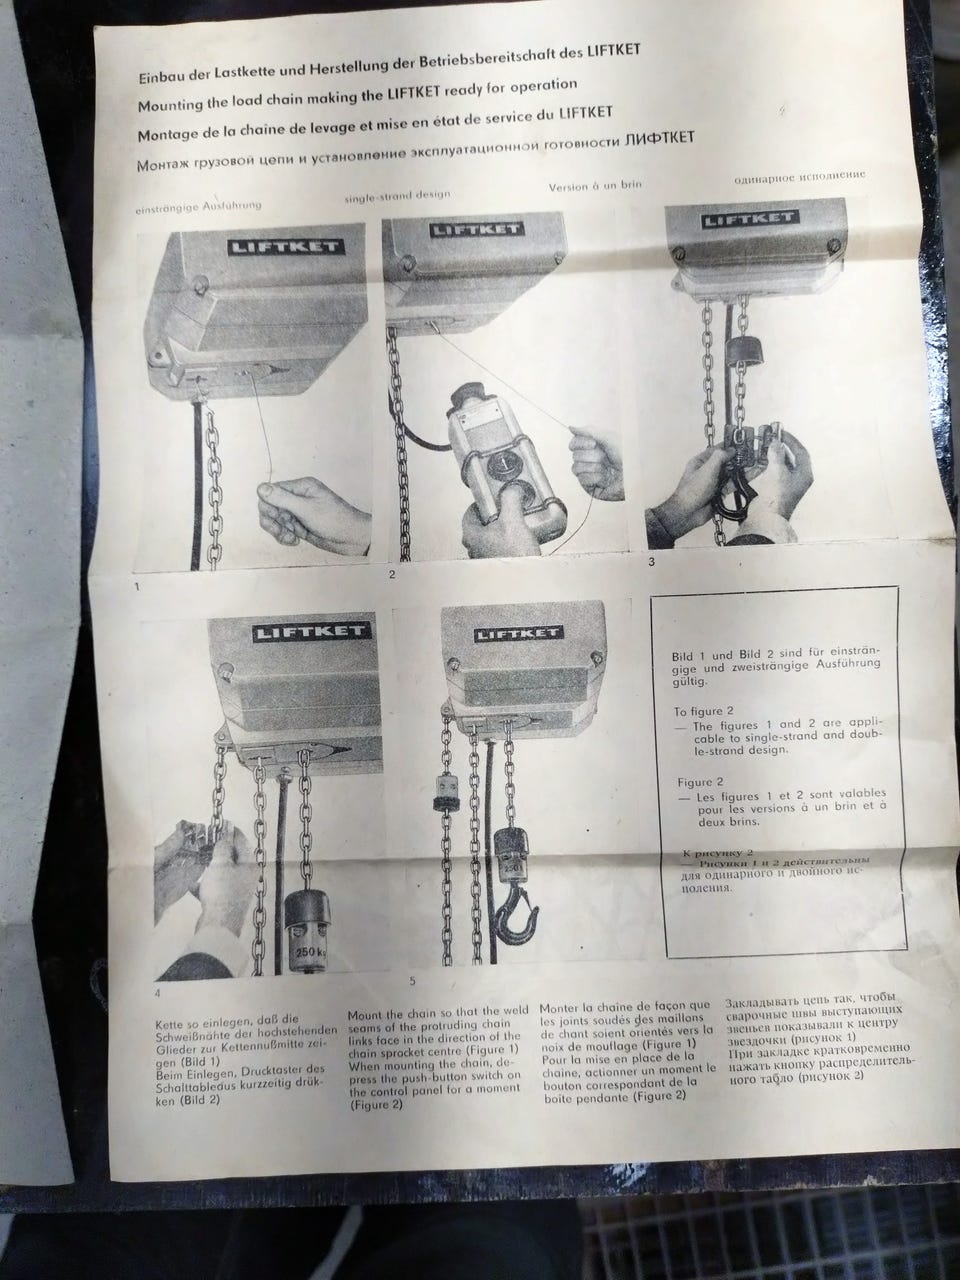 Einbau der Lastkette und Herstellung der Betriebsbereitschaft des LIFTKET
Mounting the load chain making the LIFTKET ready for operation
Montage de la chaîne de levage et mise en état de service du LIFTKET
Монтаж грузовой цепи и установление эксплуатационной готовности ЛИФТКЕТ
einsträngige Ausführung
single-strand design
Version à un brin
одинарное исполнение
LIFTKET
LIFTKET
LIFTKET
1
2
3
LIFTKET
250 kg
LIFTKET
250
4
5
Bild 1 und Bild 2 sind für einsträn-
gige und zweisträngige Ausführung
gültig.
To figure 2
— The figures 1 and 2 are appli-
cable to single-strand and doub-
le-strand design.
Figure 2
— Les figures 1 et 2 sont valables
pour les versions à un brin et à
deux brins.
К рисунку 2
— Рисунки 1 и 2 действительны
для одинарного и двойного ис-
полнения.
Kette so einlegen, daß die
Schweißnähte der hochstehenden
Glieder zur Kettennußmitte zei-
gen (Bild 1)
Beim Einlegen, Drucktaster des
Schalttableaus kurzzeitig drük-
ken (Bild 2)
Mount the chain so that the weld
seams of the protruding chain
links face in the direction of the
chain sprocket centre (Figure 1)
When mounting the chain, de-
press the push-button switch on
the control panel for a moment
(Figure 2)
Monter la chaîne de façon que
les joints soudés des maillons
de chant soient orientés vers la
noix de mouflage (Figure 1)
Pour la mise en place de la
chaine, actionner un moment le
bouton correspondant de la
boite pendante (Figure 2)
Закладывать цепь так, чтобы
сварочные швы выступающих
звеньев показывали к центру
звездочки (рисунок 1)
При закладке кратковременно
нажать кнопку распределитель-
ного табло (рисунок 2)